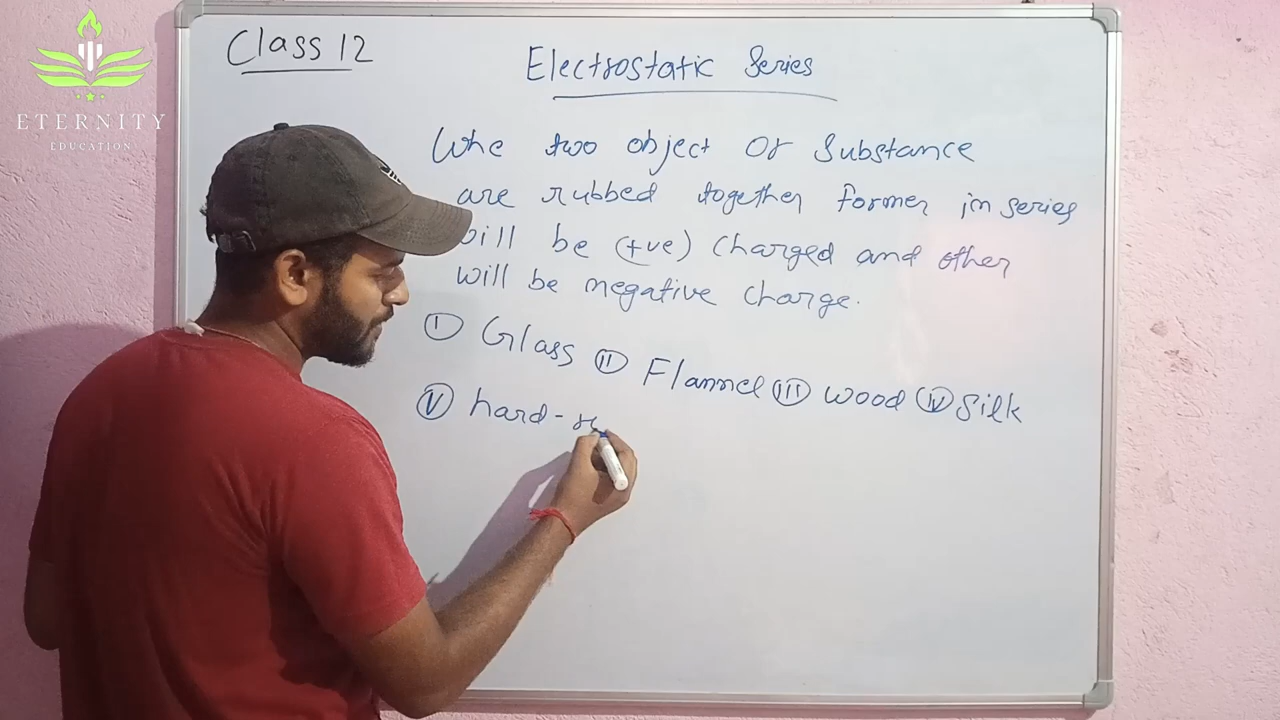 ETERNITY
EDUCATION
Class 12
Electrostatic Series
Whe two object or Substance
are rubbed together former in series
will be (+ve) charged and other
will be negative charge.
I Glass II Flannel III wood IV Silk
V hard-r